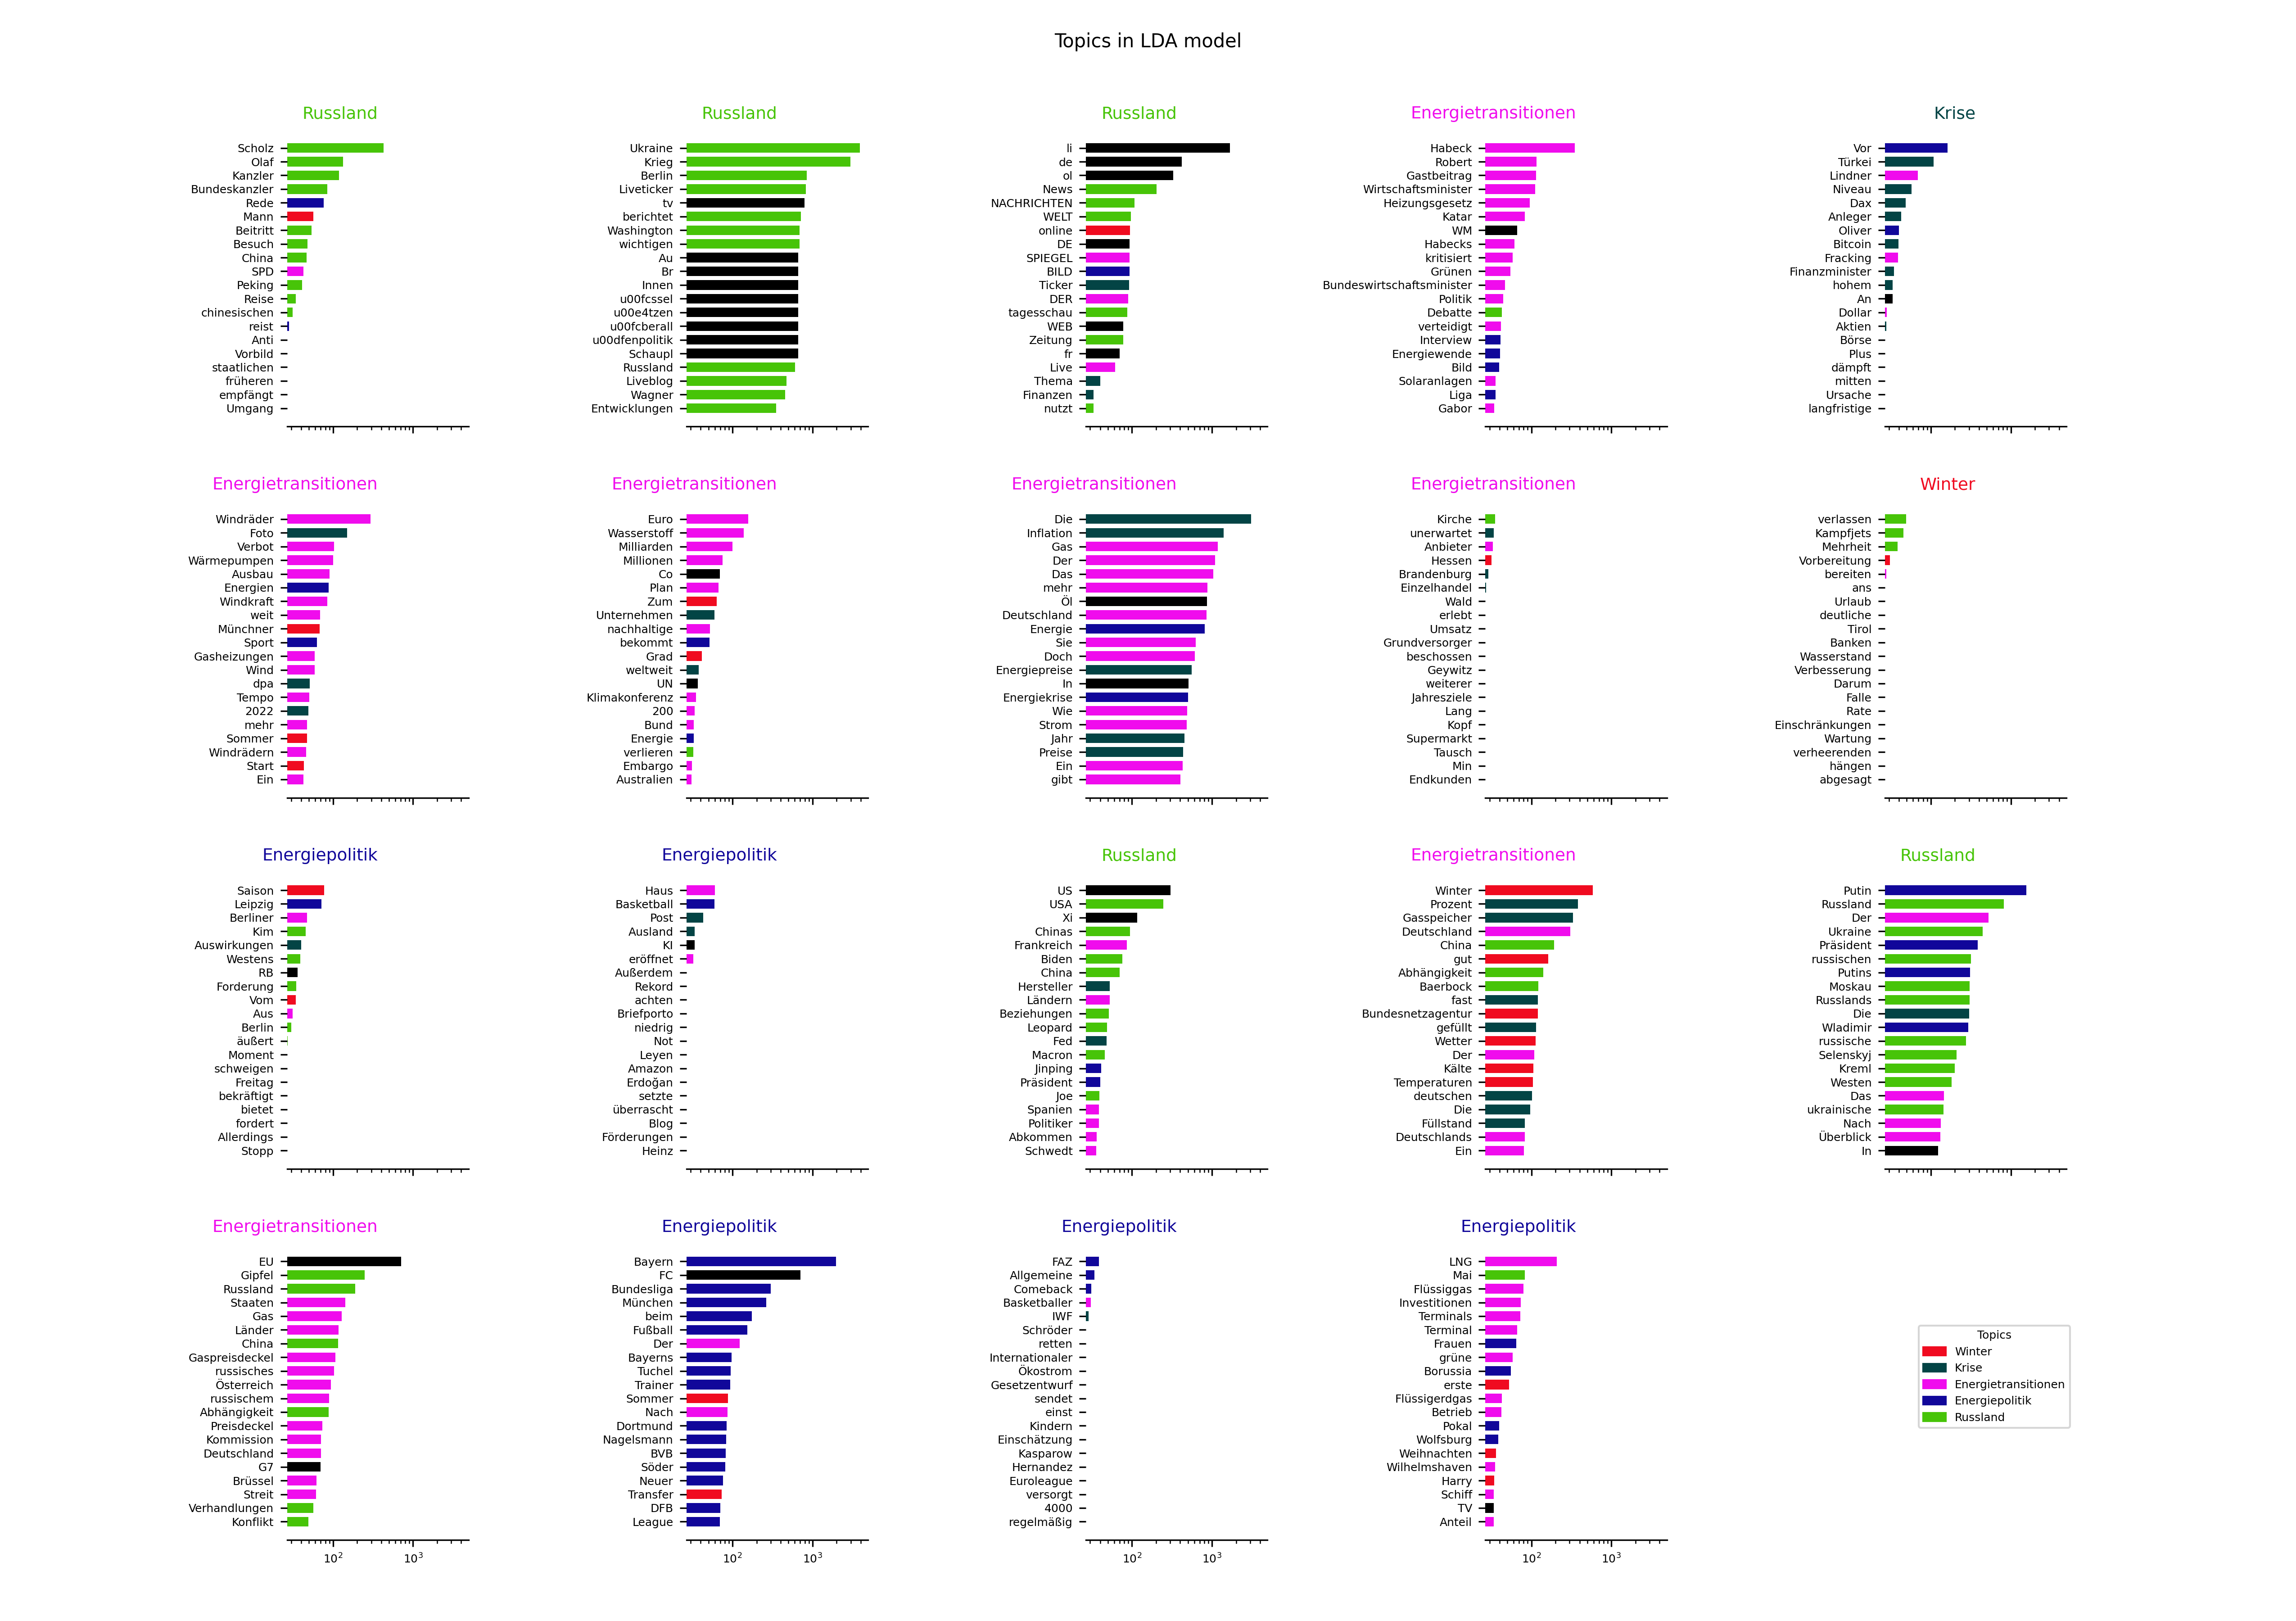 Topics in LDA model
Russland
Scholz
Olaf
Kanzler
Bundeskanzler
Rede
Mann
Beitritt
Besuch
China
SPD
Peking
Reise
chinesischen
reist
Anti
Vorbild
staatlichen
früheren
empfängt
Umgang
Russland
Ukraine
Krieg
Berlin
Liveticker
tv
berichtet
Washington
wichtigen
Au
Br
Innen
u00fcssel
u00e4tzen
u00fcberall
u00dfenpolitik
Schaupl
Russland
Liveblog
Wagner
Entwicklungen
10²
10³
Russland
li
de
ol
News
NACHRICHTEN
WELT
online
DE
SPIEGEL
BILD
Ticker
DER
tagesschau
WEB
Zeitung
fr
Live
Thema
Finanzen
nutzt
10²
10³
Energietransitionen
Habeck
Robert
Gastbeitrag
Wirtschaftsminister
Heizungsgesetz
Katar
WM
Habecks
kritisiert
Grünen
Bundeswirtschaftsminister
Politik
Debatte
verteidigt
Interview
Energiewende
Bild
Solaranlagen
Liga
Gabor
Krise
Vor
Türkei
Lindner
Niveau
Dax
Anleger
Oliver
Bitcoin
Fracking
Finanzminister
hohem
An
Dollar
Aktien
Börse
Plus
dämpft
mitten
Ursache
langfristige
Energietransitionen
Windräder
Foto
Verbot
Wärmepumpen
Ausbau
Energien
Windkraft
weit
Münchner
Sport
Gasheizungen
Wind
dpa
Tempo
2022
mehr
Sommer
Windrädern
Start
Ein
Energietransitionen
Euro
Wasserstoff
Milliarden
Millionen
Co
Plan
Zum
Unternehmen
nachhaltige
bekommt
Grad
weltweit
UN
Klimakonferenz
200
Bund
Energie
verlieren
Embargo
Australien
Energietransitionen
Die
Inflation
Gas
Der
Das
mehr
Öl
Deutschland
Energie
Sie
Doch
Energiepreise
In
Energiekrise
Wie
Strom
Jahr
Preise
Ein
gibt
Energietransitionen
Kirche
unerwartet
Anbieter
Hessen
Brandenburg
Einzelhandel
Wald
erlebt
Umsatz
Grundversorger
beschossen
Geywitz
weiterer
Jahresziele
Lang
Kopf
Supermarkt
Tausch
Min
Endkunden
Winter
verlassen
Kampfjets
Mehrheit
Vorbereitung
bereiten
ans
Urlaub
deutliche
Tirol
Banken
Wasserstand
Verbesserung
Darum
Falle
Rate
Einschränkungen
Wartung
verheerenden
hängen
abgesagt
Energiepolitik
Saison
Leipzig
Berliner
Kim
Auswirkungen
Westens
RB
Forderung
Vom
Aus
Berlin
äußert
Moment
schweigen
Freitag
bekräftigt
bietet
fordert
Allerdings
Stopp
Energiepolitik
Haus
Basketball
Post
Ausland
KI
eröffnet
Außerdem
Rekord
achten
Briefporto
niedrig
Not
Leyen
Amazon
Erdoğan
setzte
überrascht
Blog
Förderungen
Heinz
Russland
US
USA
Xi
Chinas
Frankreich
Biden
China
Hersteller
Ländern
Beziehungen
Leopard
Fed
Macron
Jinping
Präsident
Joe
Spanien
Politiker
Abkommen
Schwedt
Energietransitionen
Winter
Prozent
Gasspeicher
Deutschland
China
gut
Abhängigkeit
Baerbock
fast
Bundesnetzagentur
gefüllt
Wetter
Der
Kälte
Temperaturen
deutschen
Die
Füllstand
Deutschlands
Ein
Russland
Putin
Russland
Der
Ukraine
Präsident
russischen
Putins
Moskau
Russlands
Die
Wladimir
russische
Selenskyj
Kreml
Westen
Das
ukrainische
Nach
Überblick
In
Energietransitionen
EU
Gipfel
Russland
Staaten
Gas
Länder
China
Gaspreisdeckel
russisches
Österreich
russischem
Abhängigkeit
Preisdeckel
Kommission
Deutschland
G7
Brüssel
Streit
Verhandlungen
Konflikt
10²
10³
Energiepolitik
Bayern
FC
Bundesliga
München
beim
Fußball
Der
Bayerns
Tuchel
Trainer
Sommer
Nach
Dortmund
Nagelsmann
BVB
Söder
Neuer
Transfer
DFB
League
Energiepolitik
FAZ
Allgemeine
Comeback
Basketballer
IWF
Schröder
retten
Internationaler
Ökostrom
Gesetzentwurf
sendet
einst
Kindern
Einschätzung
Kasparow
Hernandez
Euroleague
versorgt
4000
regelmäßig
Energiepolitik
LNG
Mai
Flüssiggas
Investitionen
Terminals
Terminal
Frauen
grüne
Borussia
erste
Flüssigerdgas
Betrieb
Pokal
Wolfsburg
Weihnachten
Wilhelmshaven
Harry
Schiff
TV
Anteil
10²
10³
Topics
Winter
Krise
Energietransitionen
Energiepolitik
Russland